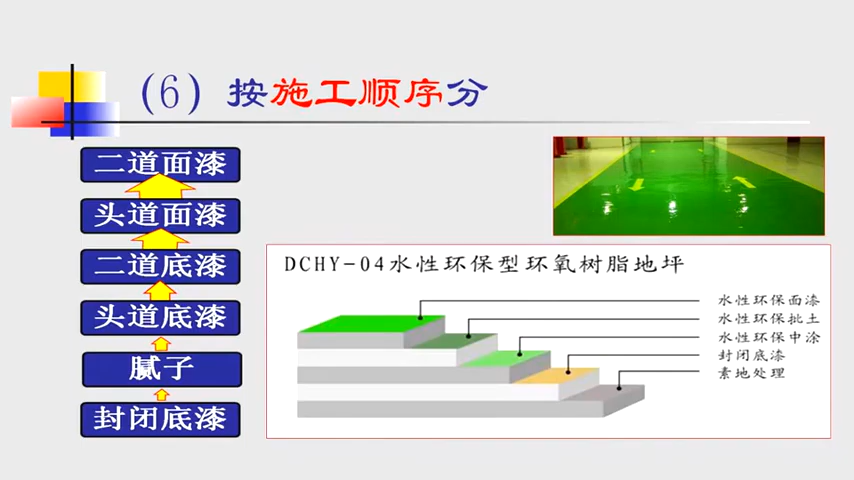 (6) 按施工顺序分
二道面漆
头道面漆
二道底漆
头道底漆
腻子
封闭底漆
DCHY-04水性环保型环氧树脂地坪
水性环保面漆
水性环保批土
水性环保中涂
封闭底漆
素地处理